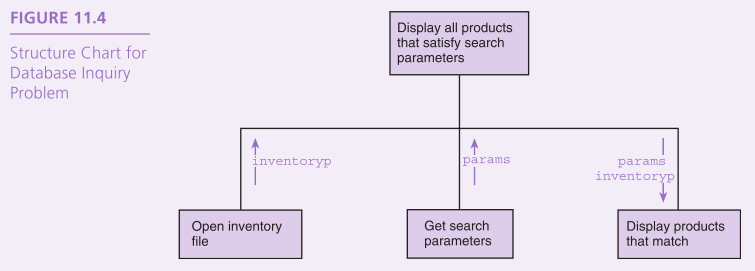 FIGURE 11.4
Structure Chart for
Database Inquiry
Problem
Display all products
that satisfy search
parameters
inventoryp
params
params
inventoryp
Open inventory
file
Get search
parameters
Display products
that match